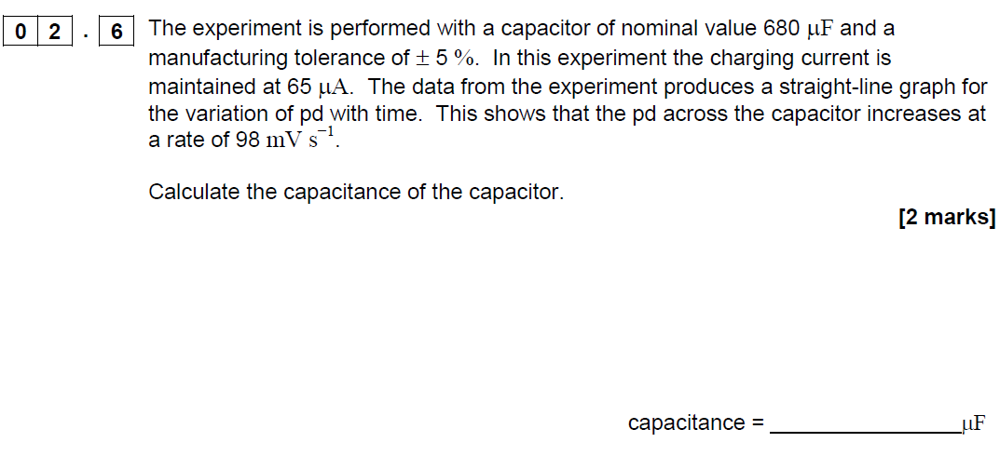 0 2 . 6 The experiment is performed with a capacitor of nominal value 680 μF and a
manufacturing tolerance of ± 5 %. In this experiment the charging current is
maintained at 65 μA. The data from the experiment produces a straight-line graph for
the variation of pd with time. This shows that the pd across the capacitor increases at
a rate of 98 mV s⁻¹.
Calculate the capacitance of the capacitor.
[2 marks]
capacitance = ____________________ μF